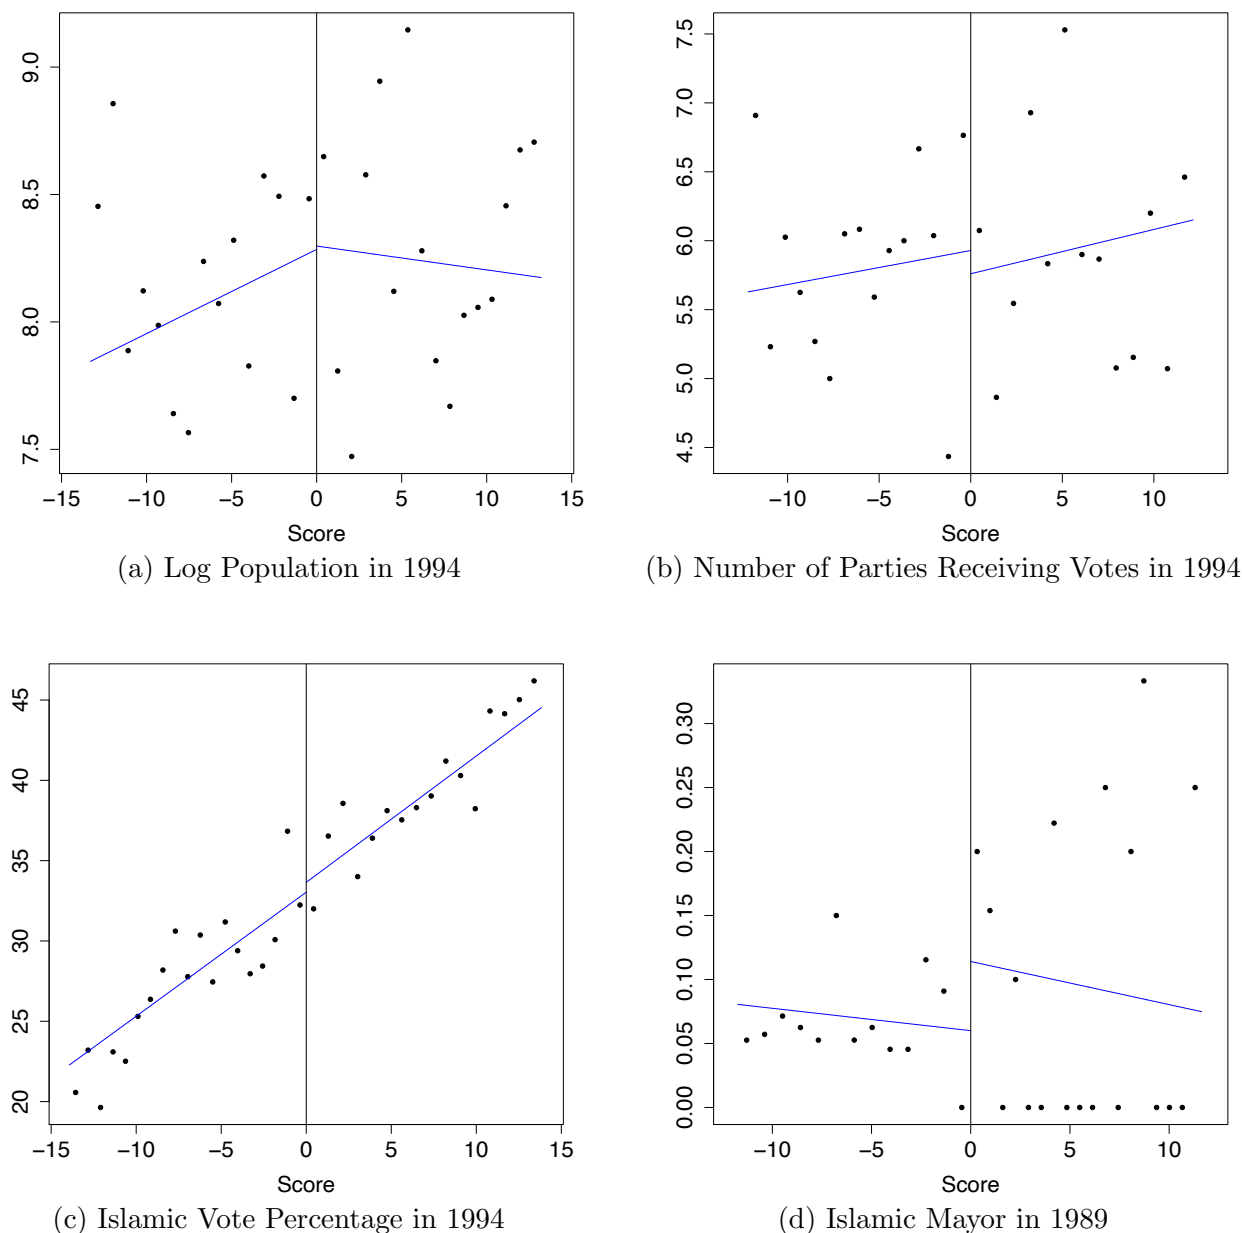 9.0
8.5
8.0
7.5
−15 −10 −5 0 5 10 15
Score
(a) Log Population in 1994
7.5
7.0
6.5
6.0
5.5
5.0
4.5
−10 −5 0 5 10
Score
(b) Number of Parties Receiving Votes in 1994
45
40
35
30
25
20
−15 −10 −5 0 5 10 15
Score
(c) Islamic Vote Percentage in 1994
0.30
0.25
0.20
0.15
0.10
0.05
0.00
−10 −5 0 5 10
Score
(d) Islamic Mayor in 1989